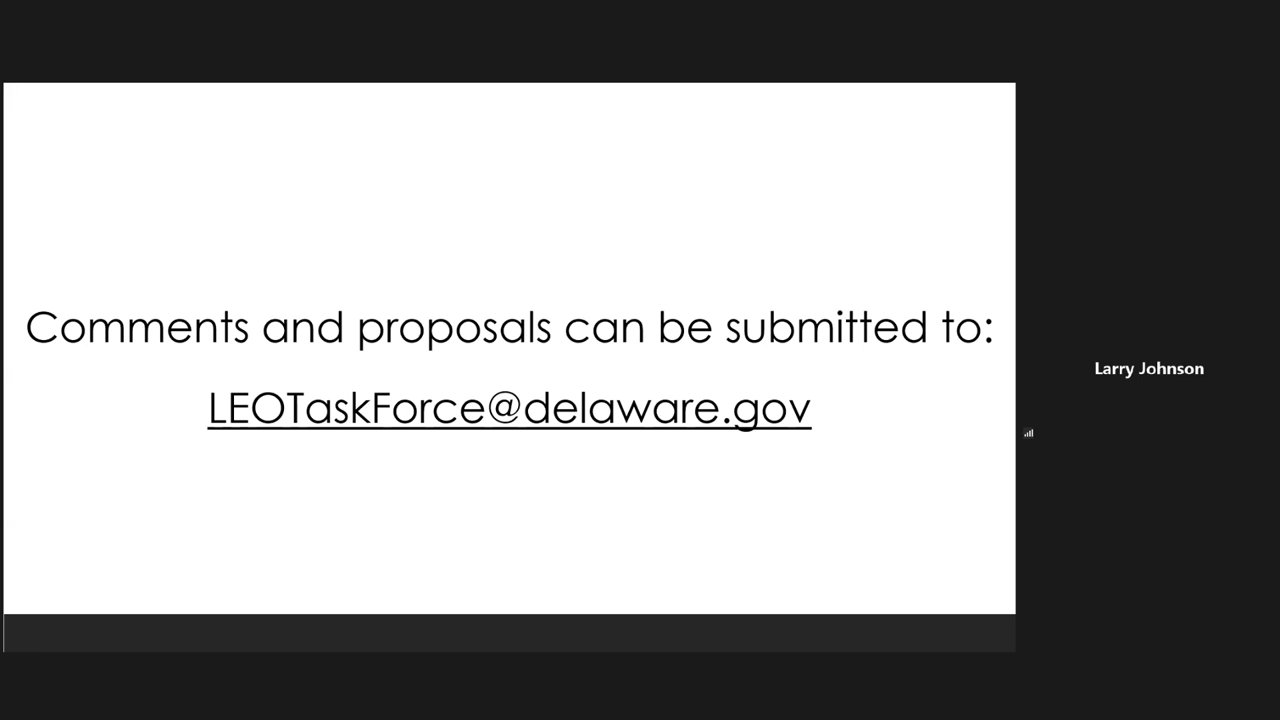 Comments and proposals can be submitted to:
LEOTaskForce@delaware.gov
Larry Johnson